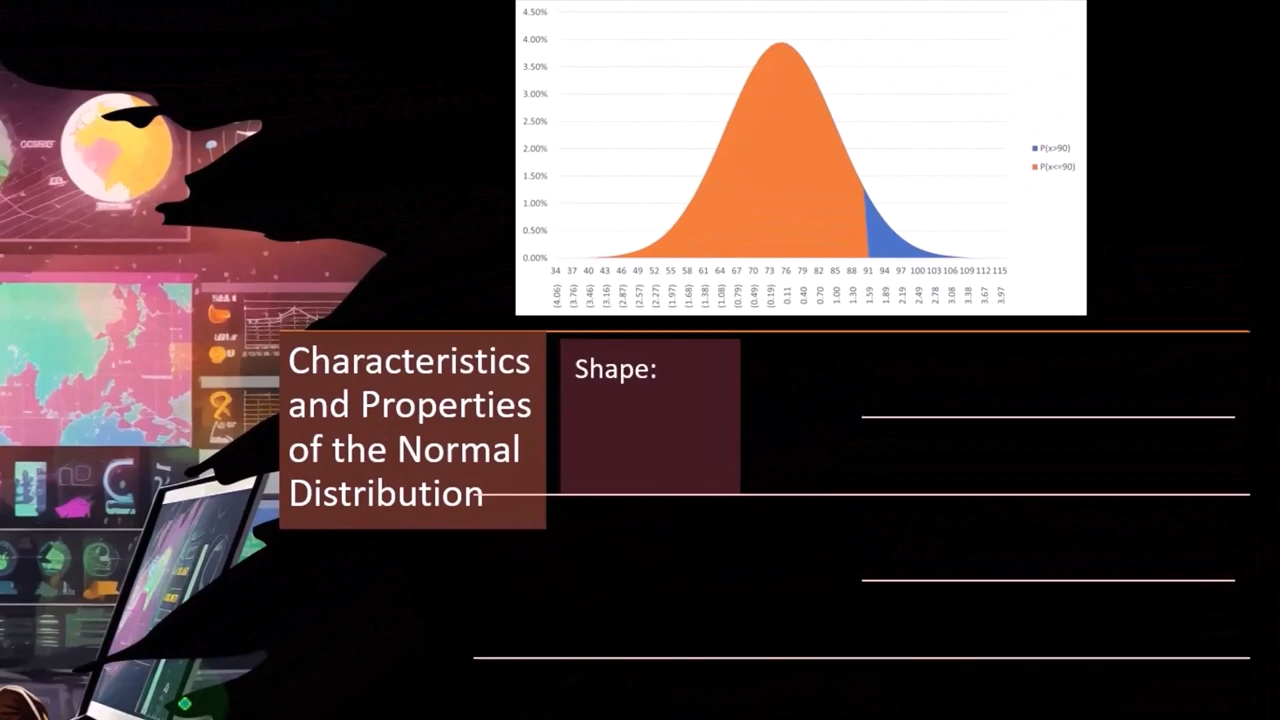 4.50%
4.00%
3.50%
3.00%
2.50%
2.00%
1.50%
1.00%
0.50%
0.00%
P(x>90)
P(x<=90)
34 37 40 43 46 49 52 55 58 61 64 67 70 73 76 79 82 85 88 91 94 97 100 103 106 109 112 115
(4.06) (3.76) (3.46) (3.16) (2.87) (2.57) (2.27) (1.97) (1.68) (1.38) (1.08) (0.79) (0.49) (0.19) 0.11 0.40 0.70 1.00 1.30 1.59 1.89 2.19 2.49 2.78 3.08 3.38 3.67 3.97
Characteristics
and Properties
of the Normal
Distribution
Shape: